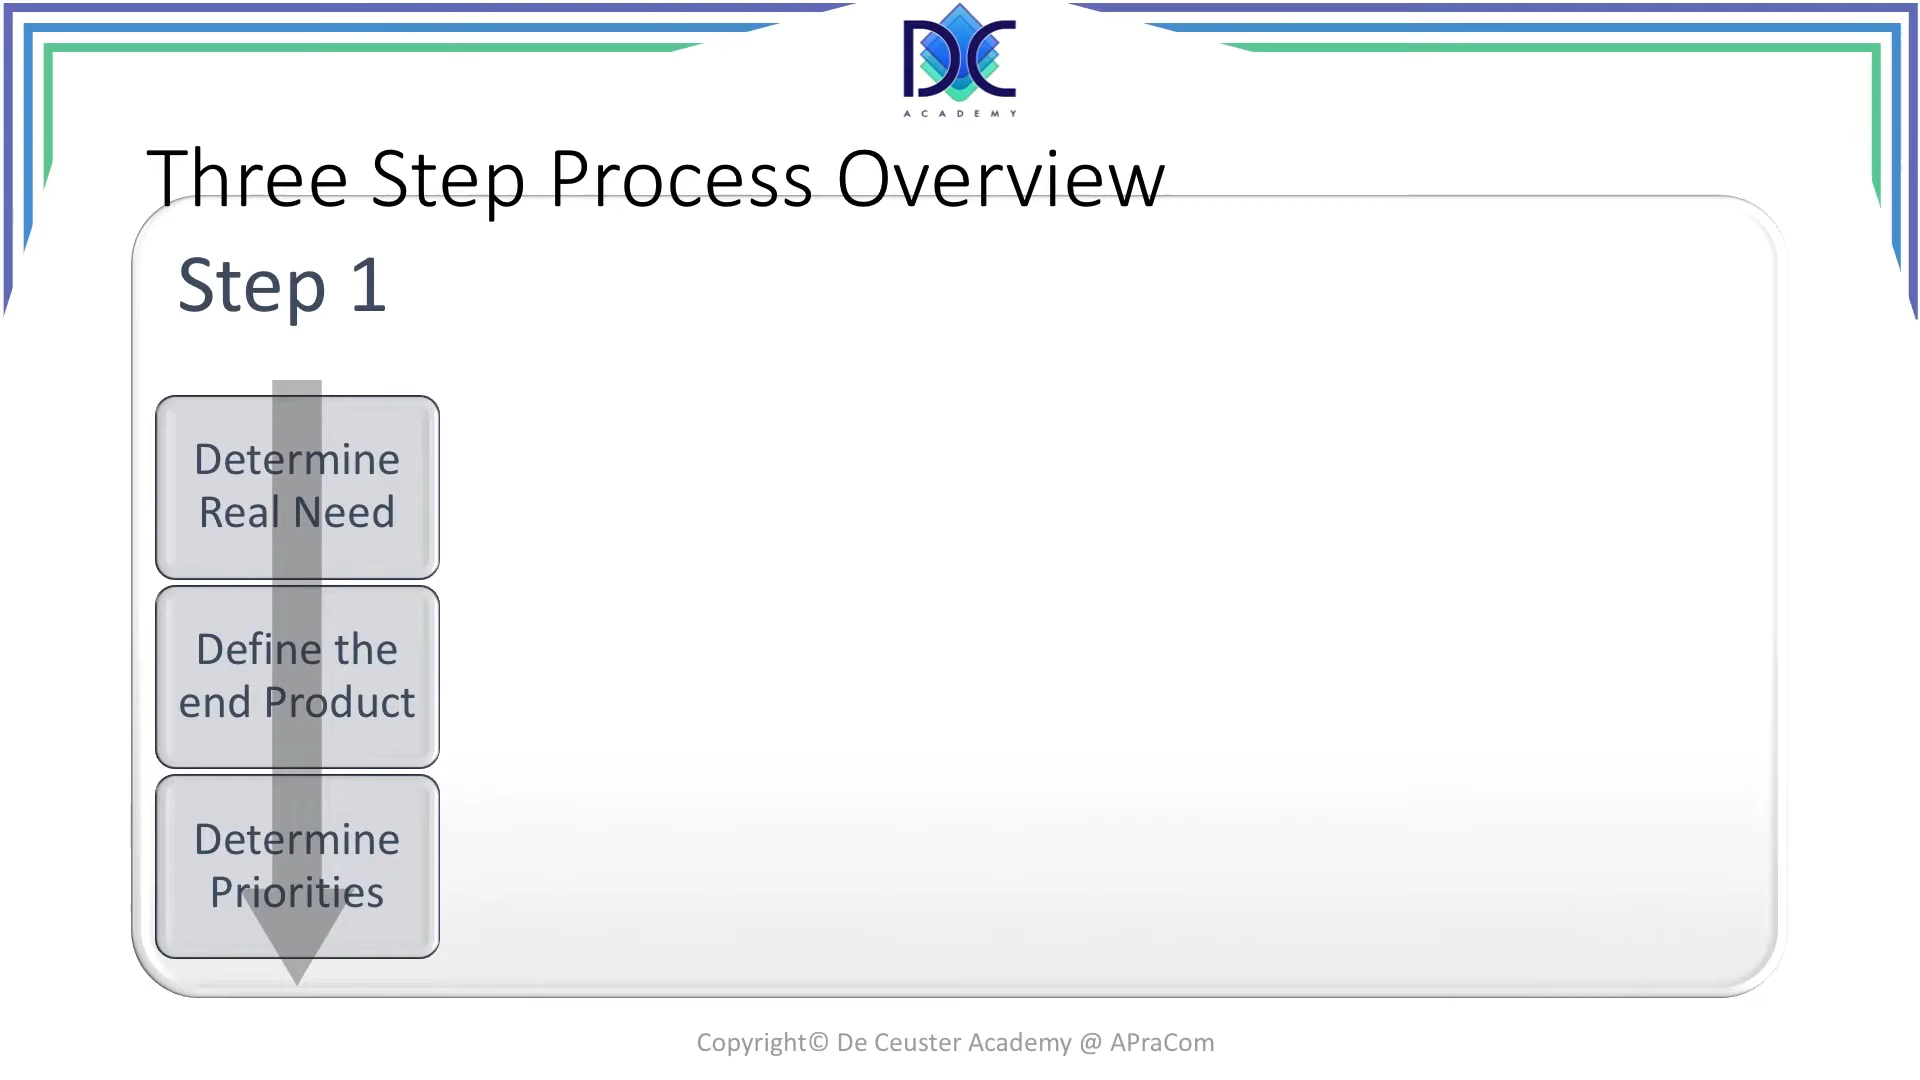 DC
ACADEMY
Three Step Process Overview
Step 1
Determine
Real Need
Define the
end Product
Determine
Priorities
Copyright© De Ceuster Academy @ APraCom